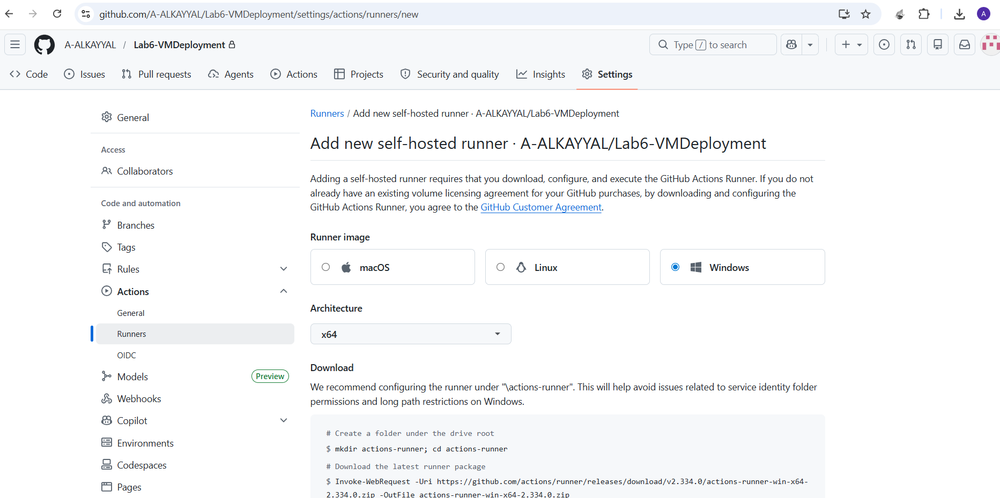 github.com/A-ALKAYYAL/Lab6-VMDeployment/settings/actions/runners/new
A
A-ALKAYYAL / Lab6-VMDeployment
Type / to search
Code
Issues
Pull requests
Agents
Actions
Projects
Security and quality
Insights
Settings
General
Access
Collaborators
Code and automation
Branches
Tags
Rules
Actions
General
Runners
OIDC
Models
Preview
Webhooks
Copilot
Environments
Codespaces
Pages
Runners / Add new self-hosted runner · A-ALKAYYAL/Lab6-VMDeployment
Add new self-hosted runner · A-ALKAYYAL/Lab6-VMDeployment
Adding a self-hosted runner requires that you download, configure, and execute the GitHub Actions Runner. If you do not
already have an existing volume licensing agreement for your GitHub purchases, by downloading and configuring the
GitHub Actions Runner, you agree to the GitHub Customer Agreement.
Runner image
macOS
Linux
Windows
Architecture
x64
Download
We recommend configuring the runner under "\actions-runner". This will help avoid issues related to service identity folder
permissions and long path restrictions on Windows.
# Create a folder under the drive root
$ mkdir actions-runner; cd actions-runner
# Download the latest runner package
$ Invoke-WebRequest -Uri https://github.com/actions/runner/releases/download/v2.334.0/actions-runner-win-x64-
2.334.0.zip -OutFile actions-runner-win-x64-2.334.0.zip